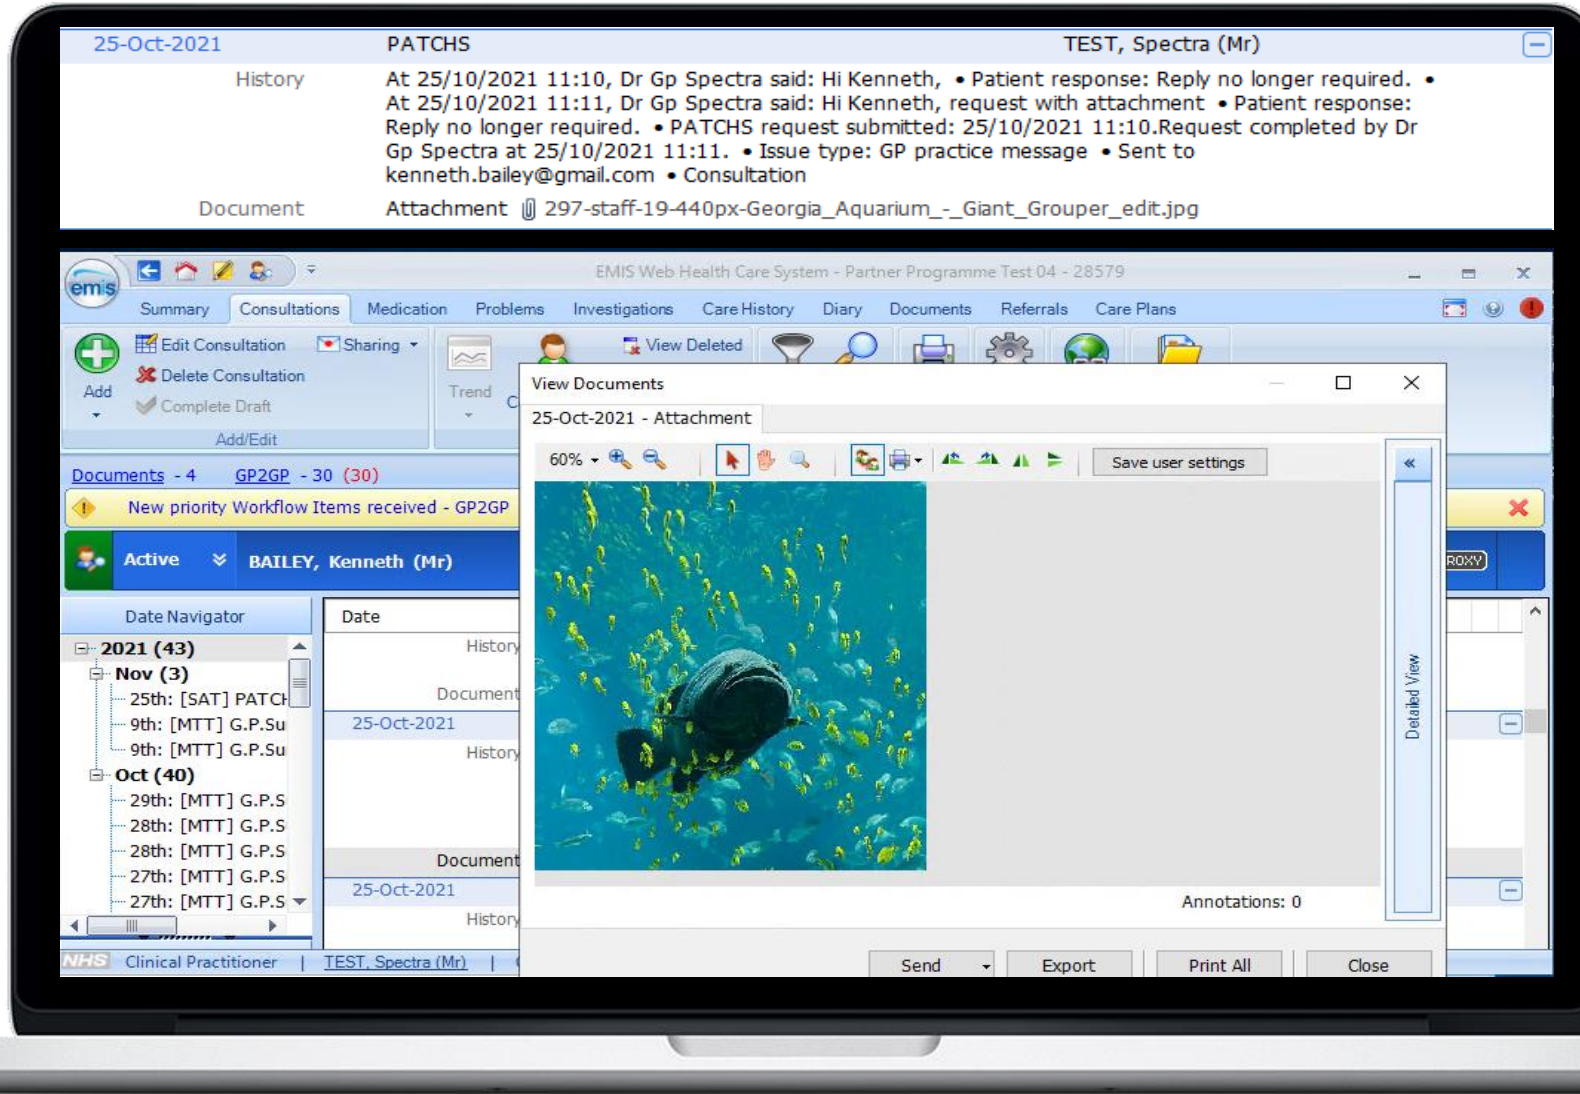 25-Oct-2021 PATCHS TEST, Spectra (Mr)
History At 25/10/2021 11:10, Dr Gp Spectra said: Hi Kenneth, • Patient response: Reply no longer required. •
At 25/10/2021 11:11, Dr Gp Spectra said: Hi Kenneth, request with attachment • Patient response:
Reply no longer required. • PATCHS request submitted: 25/10/2021 11:10.Request completed by Dr
Gp Spectra at 25/10/2021 11:11. • Issue type: GP practice message • Sent to
kenneth.bailey@gmail.com • Consultation
Document Attachment 297-staff-19-440px-Georgia_Aquarium_-_Giant_Grouper_edit.jpg
emis
EMIS Web Health Care System - Partner Programme Test 04 - 28579
Summary Consultations Medication Problems Investigations Care History Diary Documents Referrals Care Plans
Edit Consultation Sharing View Deleted
Delete Consultation
Add Trend
Complete Draft
Add/Edit
View Documents
25-Oct-2021 - Attachment
60% Save user settings
Documents - 4 GP2GP - 30 (30)
New priority Workflow Items received - GP2GP
Active BAILEY, Kenneth (Mr) ROXY)
Date Navigator Date
2021 (43) History
Nov (3)
25th: [SAT] PATCH Document
9th: [MTT] G.P.Su 25-Oct-2021
9th: [MTT] G.P.Su History
Oct (40)
29th: [MTT] G.P.S
28th: [MTT] G.P.S
28th: [MTT] G.P.S Document
27th: [MTT] G.P.S
27th: [MTT] G.P.S 25-Oct-2021
History
Detailed View
Annotations: 0
Send Export Print All Close
NHS Clinical Practitioner | TEST, Spectra (Mr) |